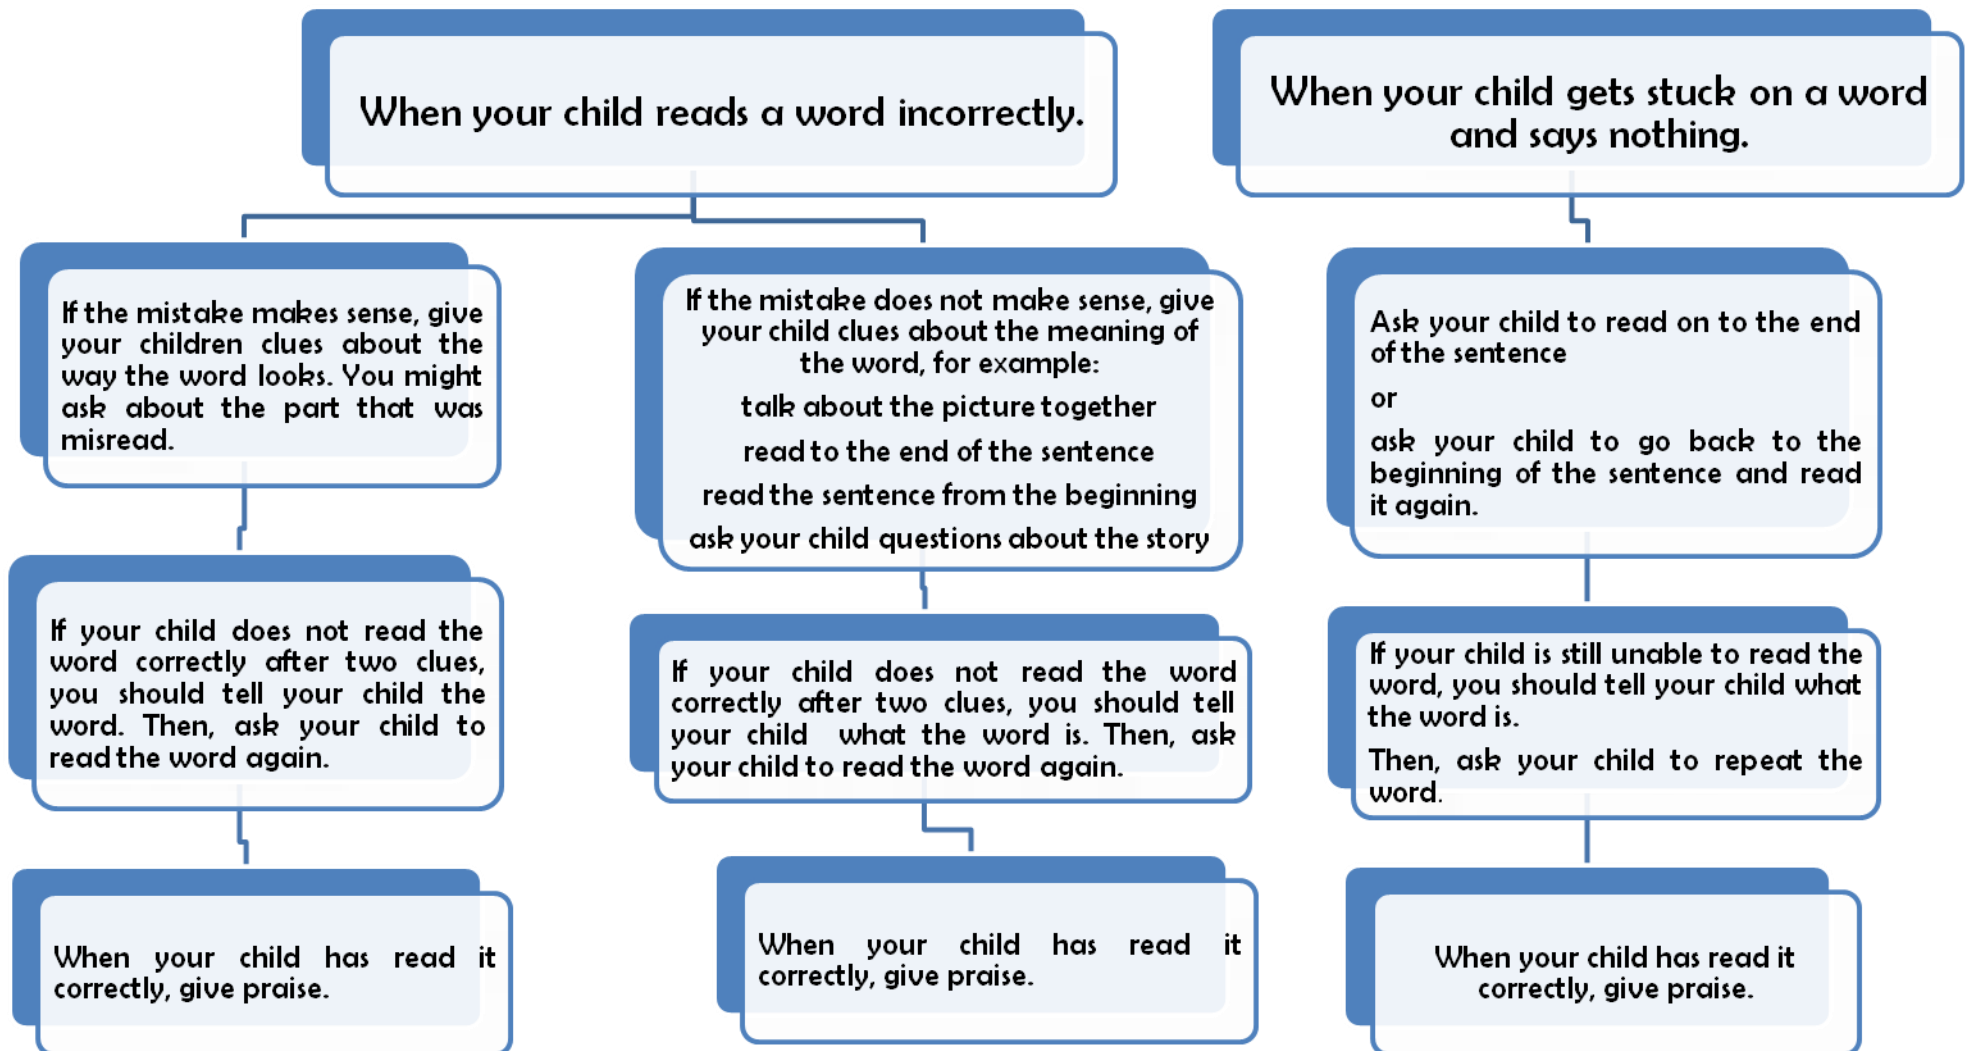 When your child reads a word incorrectly.
When your child gets stuck on a word
and says nothing.
If the mistake makes sense, give
your children clues about the
way the word looks. You might
ask about the part that was
misread.
If the mistake does not make sense, give
your child clues about the meaning of
the word, for example:
talk about the picture together
read to the end of the sentence
read the sentence from the beginning
ask your child questions about the story
Ask your child to read on to the end
of the sentence
or
ask your child to go back to the
beginning of the sentence and read
it again.
If your child does not read the
word correctly after two clues,
you should tell your child the
word. Then, ask your child to
read the word again.
If your child does not read the word
correctly after two clues, you should tell
your child what the word is. Then, ask
your child to read the word again.
If your child is still unable to read the
word, you should tell your child what
the word is.
Then, ask your child to repeat the
word.
When your child has read it
correctly, give praise.
When your child has read it
correctly, give praise.
When your child has read it
correctly, give praise.